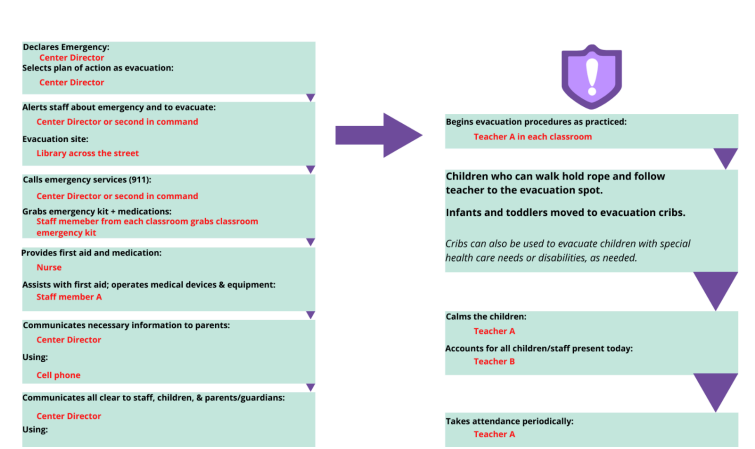 Declares Emergency:
Center Director
Selects plan of action as evacuation:
Center Director
Alerts staff about emergency and to evacuate:
Center Director or second in command
Evacuation site:
Library across the street
Calls emergency services (911):
Center Director or second in command
Grabs emergency kit + medications:
Staff memeber from each classroom grabs classroom
emergency kit
Provides first aid and medication:
Nurse
Assists with first aid; operates medical devices & equipment:
Staff member A
Communicates necessary information to parents:
Center Director
Using:
Cell phone
Communicates all clear to staff, children, & parents/guardians:
Center Director
Using:
Begins evacuation procedures as practiced:
Teacher A in each classroom
Children who can walk hold rope and follow
teacher to the evacuation spot.
Infants and toddlers moved to evacuation cribs.
Cribs can also be used to evacuate children with special
health care needs or disabilities, as needed.
Calms the children:
Teacher A
Accounts for all children/staff present today:
Teacher B
Takes attendance periodically:
Teacher A